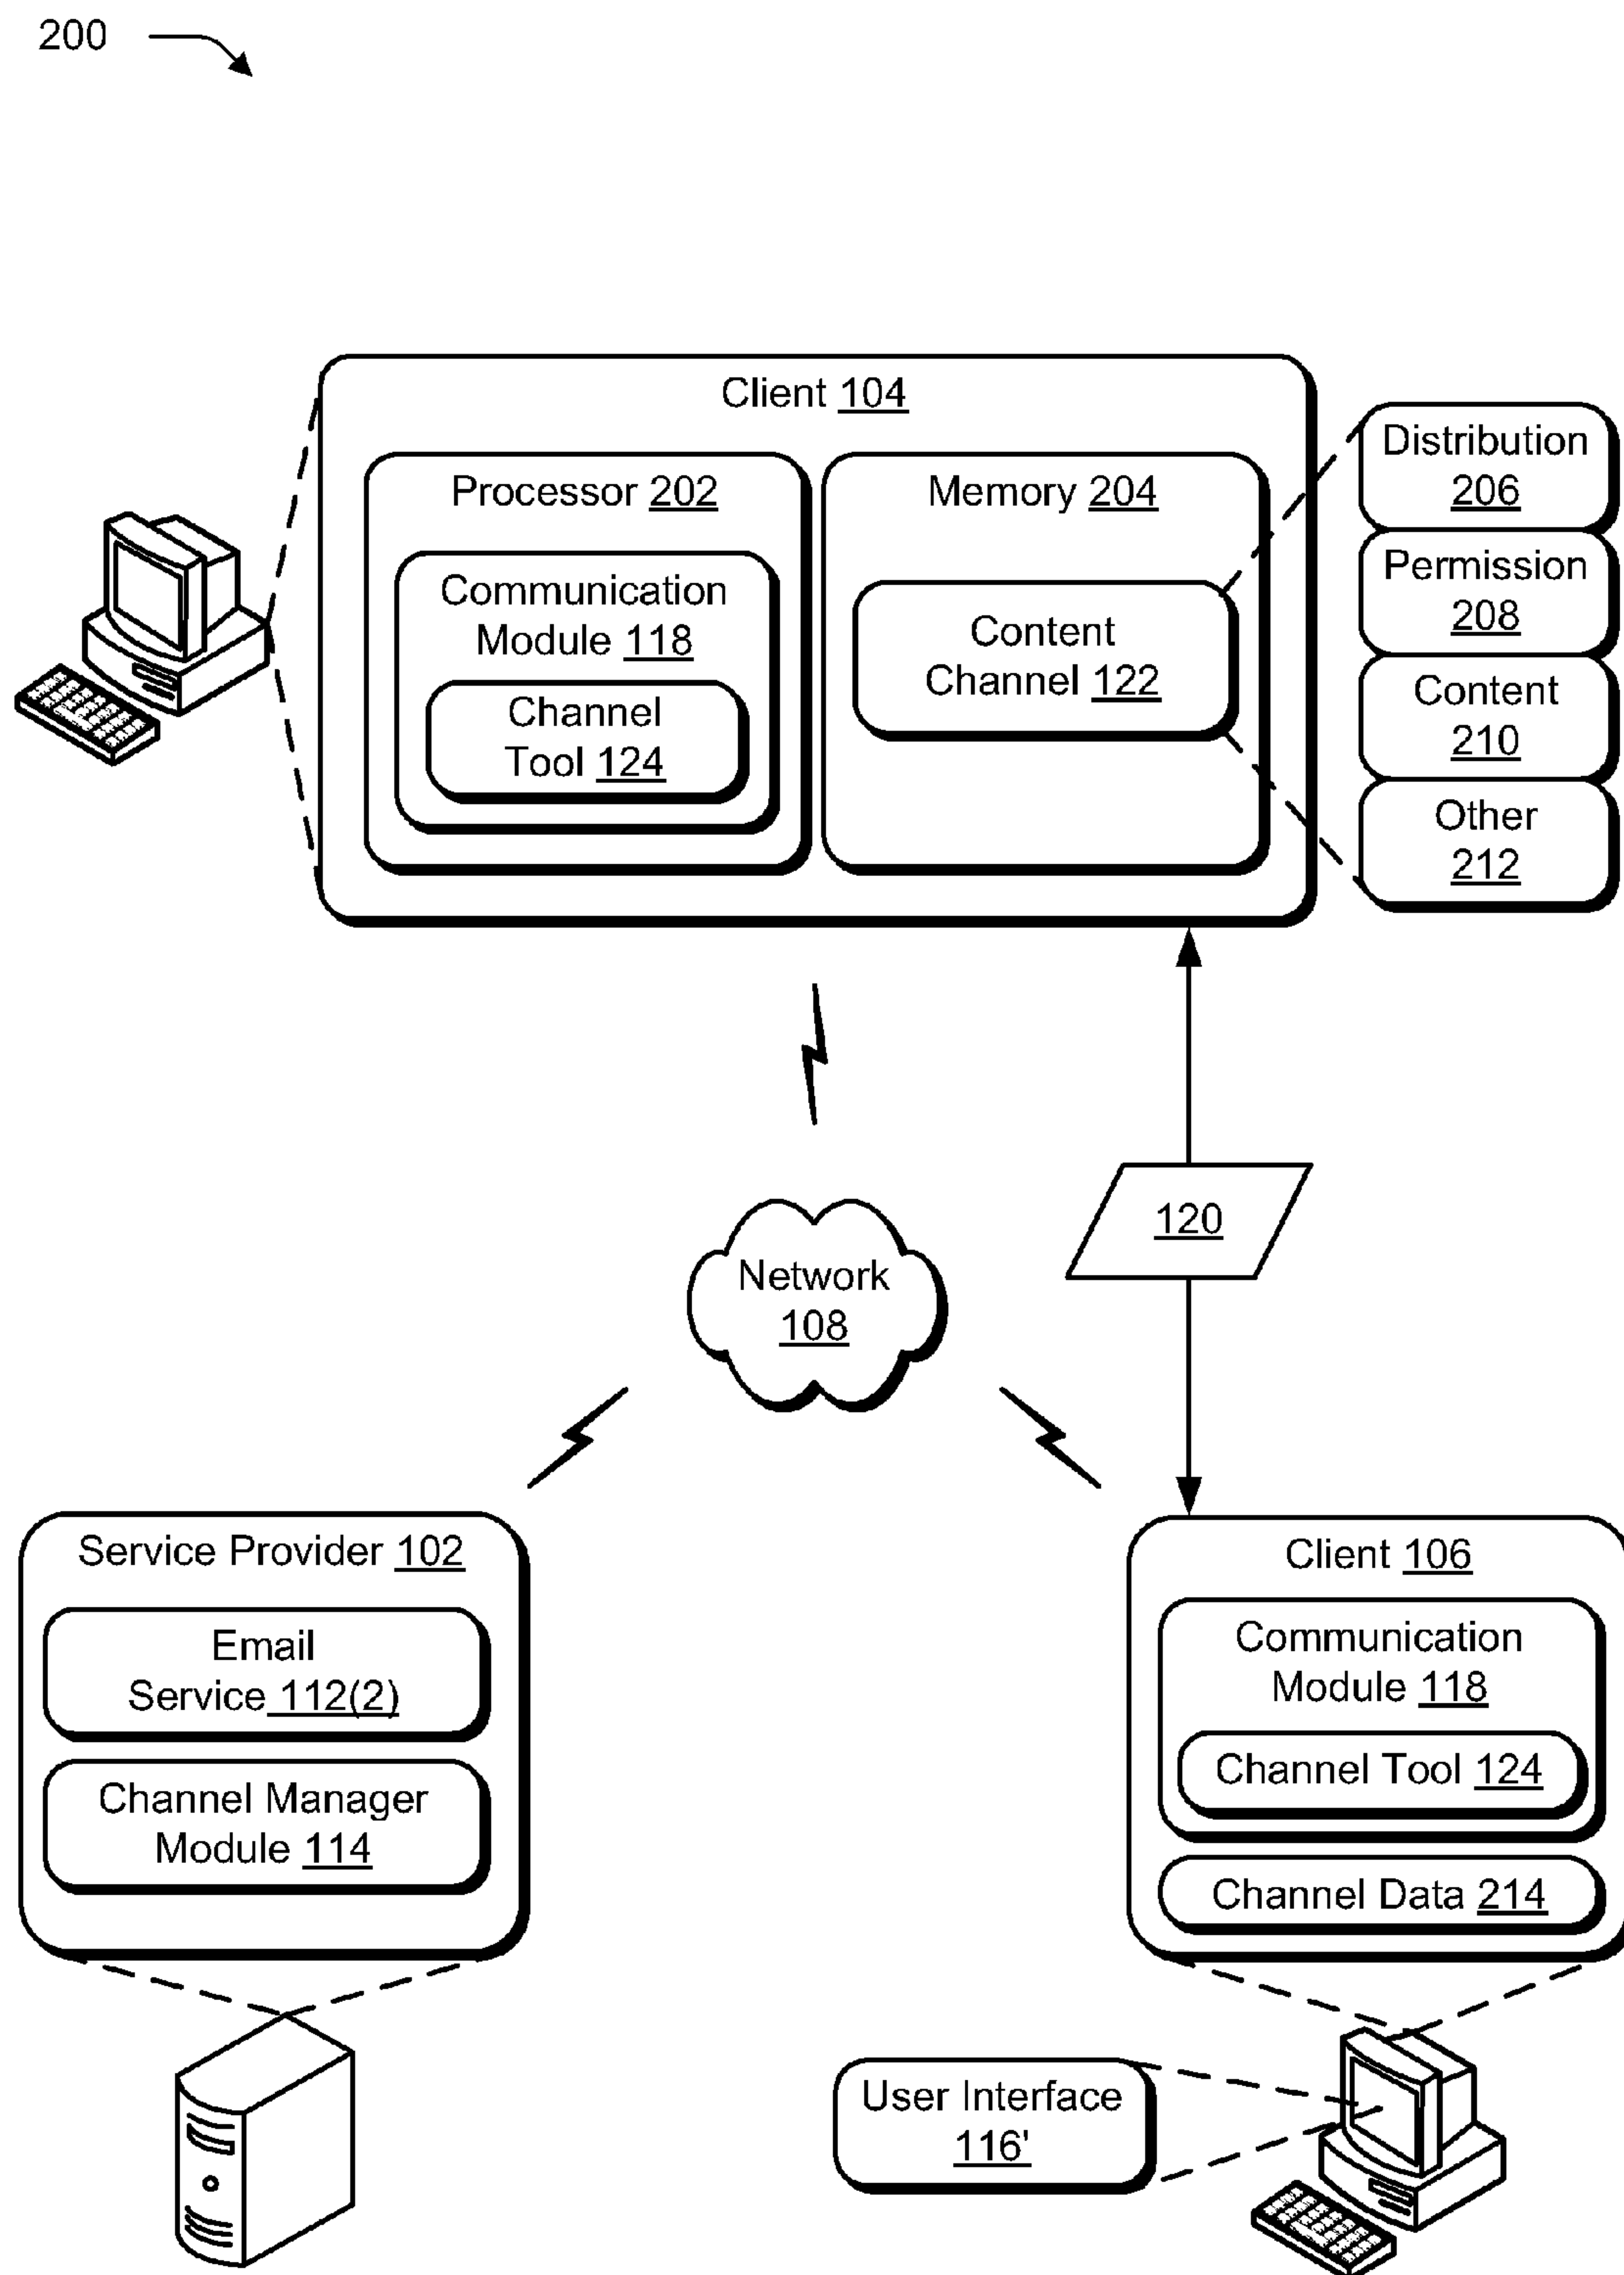 200
Client 104
Processor 202
Communication
Module 118
Channel
Tool 124
Memory 204
Content
Channel 122
Distribution
206
Permission
208
Content
210
Other
212
120
Network
108
Service Provider 102
Email
Service 112(2)
Channel Manager
Module 114
Client 106
Communication
Module 118
Channel Tool 124
Channel Data 214
User Interface
116'